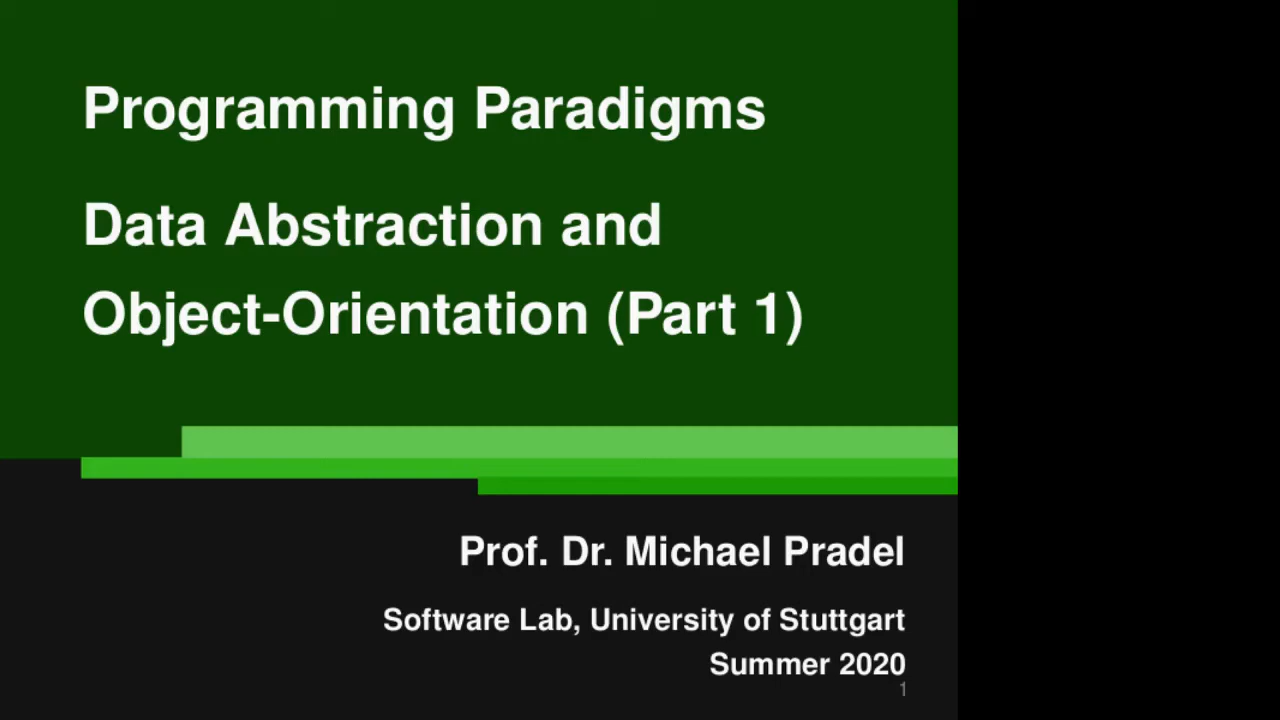 Programming Paradigms
Data Abstraction and
Object-Orientation (Part 1)
Prof. Dr. Michael Pradel
Software Lab, University of Stuttgart
Summer 2020
1